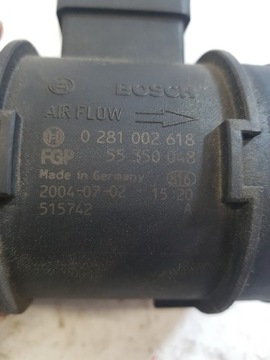 BOSCH
AIR FLOW
0 281 002 618
FGP 55 350 048
Made in Germany 316
2004-07-02 15:20
515742 A